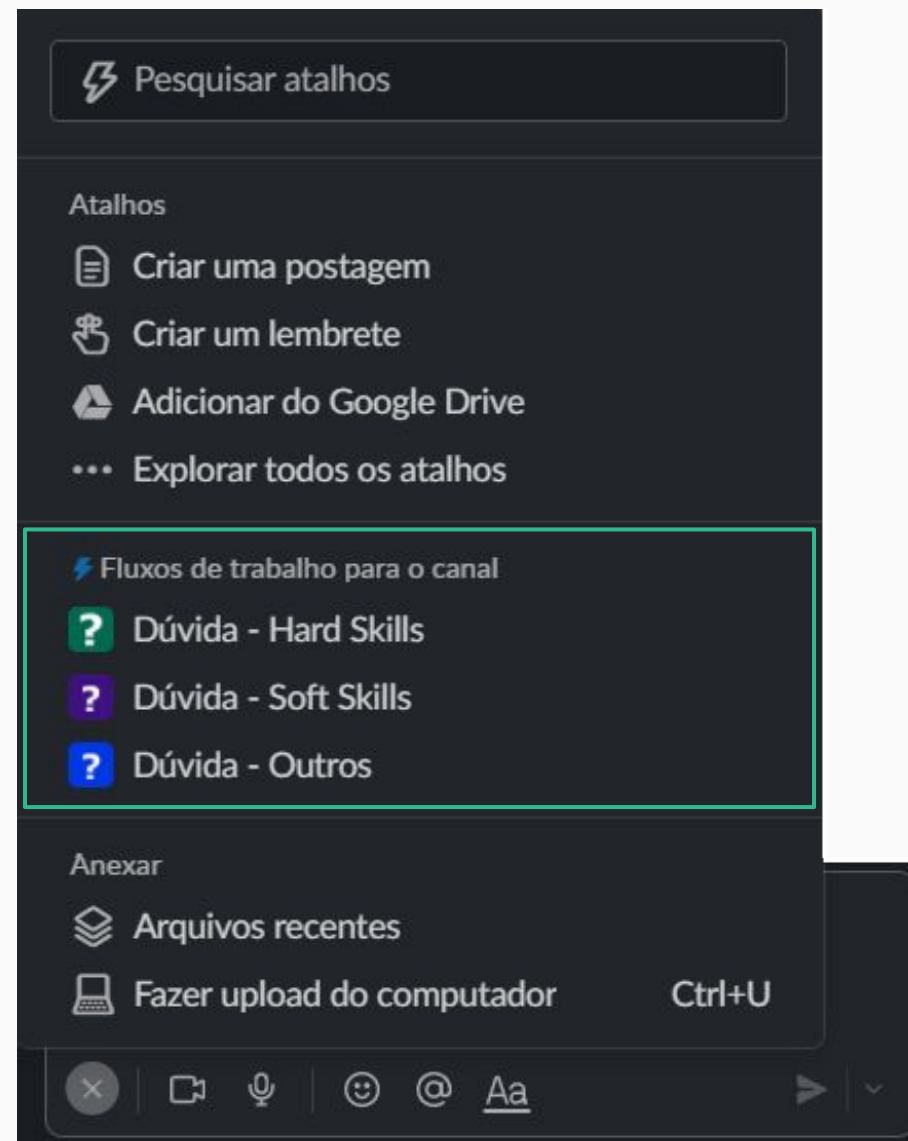 Pesquisar atalhos
Atalhos
Criar uma postagem
Criar um lembrete
Adicionar do Google Drive
Explorar todos os atalhos
Fluxos de trabalho para o canal
? Dúvida - Hard Skills
? Dúvida - Soft Skills
? Dúvida - Outros
Anexar
Arquivos recentes
Fazer upload do computador Ctrl+U
@ Aa